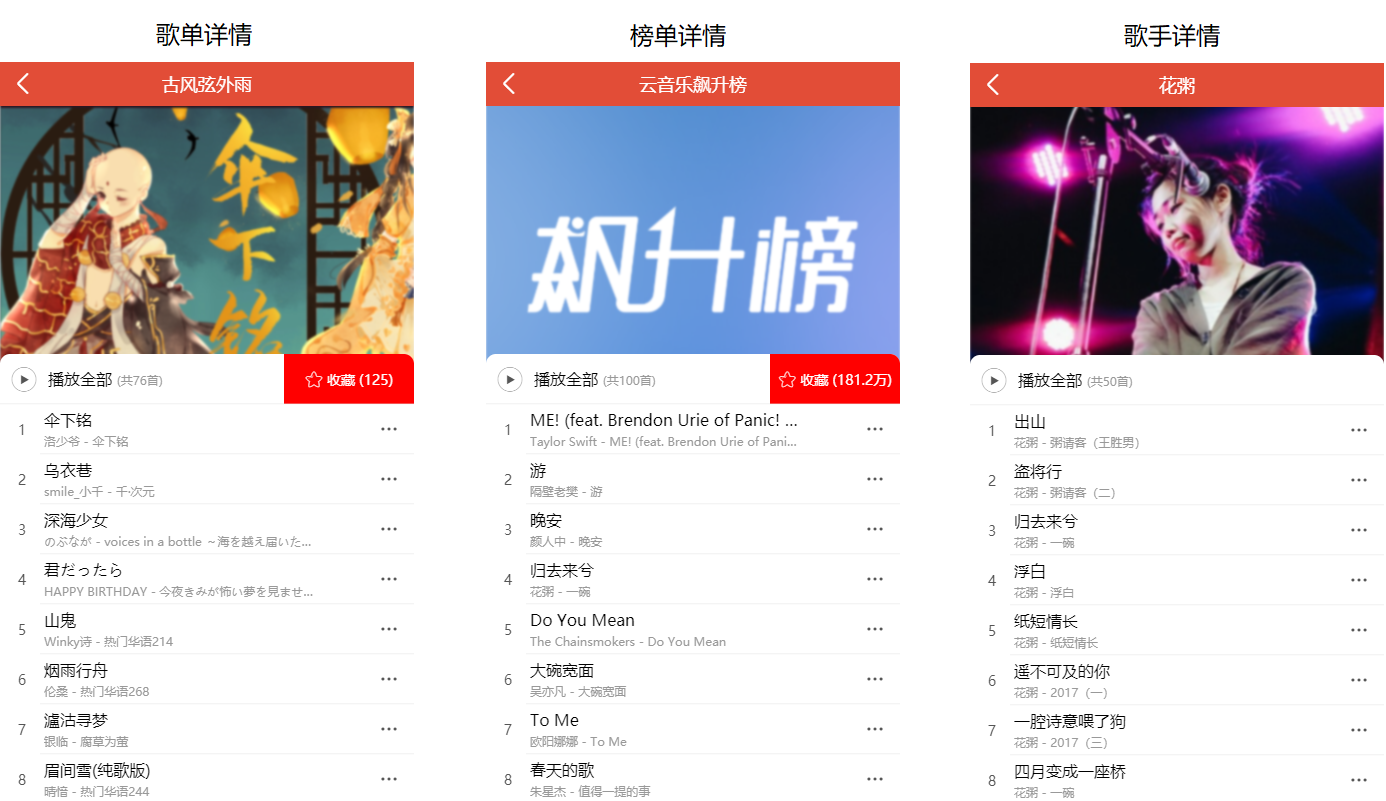 歌单详情
古风弦外雨
伞下铭
播放全部 (共76首)
收藏 (125)
1 伞下铭
洛少爷 - 伞下铭
2 乌衣巷
smile_小千 - 千·次元
3 深海少女
のぶなが - voices in a bottle ～海を越え届いた...
4 君だったら
HAPPY BIRTHDAY - 今夜きみが怖い夢を見ませ...
5 山鬼
Winky诗 - 热门华语214
6 烟雨行舟
伦桑 - 热门华语268
7 瀘沽寻梦
银临 - 腐草为萤
8 眉间雪(纯歌版)
晴愔 - 热门华语244
榜单详情
云音乐飙升榜
飙升榜
播放全部 (共100首)
收藏 (181.2万)
1 ME! (feat. Brendon Urie of Panic! ...
Taylor Swift - ME! (feat. Brendon Urie of Pani...
2 游
隔壁老樊 - 游
3 晚安
颜人中 - 晚安
4 归去来兮
花粥 - 一碗
5 Do You Mean
The Chainsmokers - Do You Mean
6 大碗宽面
吴亦凡 - 大碗宽面
7 To Me
欧阳娜娜 - To Me
8 春天的歌
朱星杰 - 值得一提的事
歌手详情
花粥
播放全部 (共50首)
1 出山
花粥 - 粥请客（王胜男）
2 盗将行
花粥 - 粥请客（二）
3 归去来兮
花粥 - 一碗
4 浮白
花粥 - 浮白
5 纸短情长
花粥 - 纸短情长
6 遥不可及的你
花粥 - 2017（一）
7 一腔诗意喂了狗
花粥 - 2017（三）
8 四月变成一座桥
花粥 - 一碗